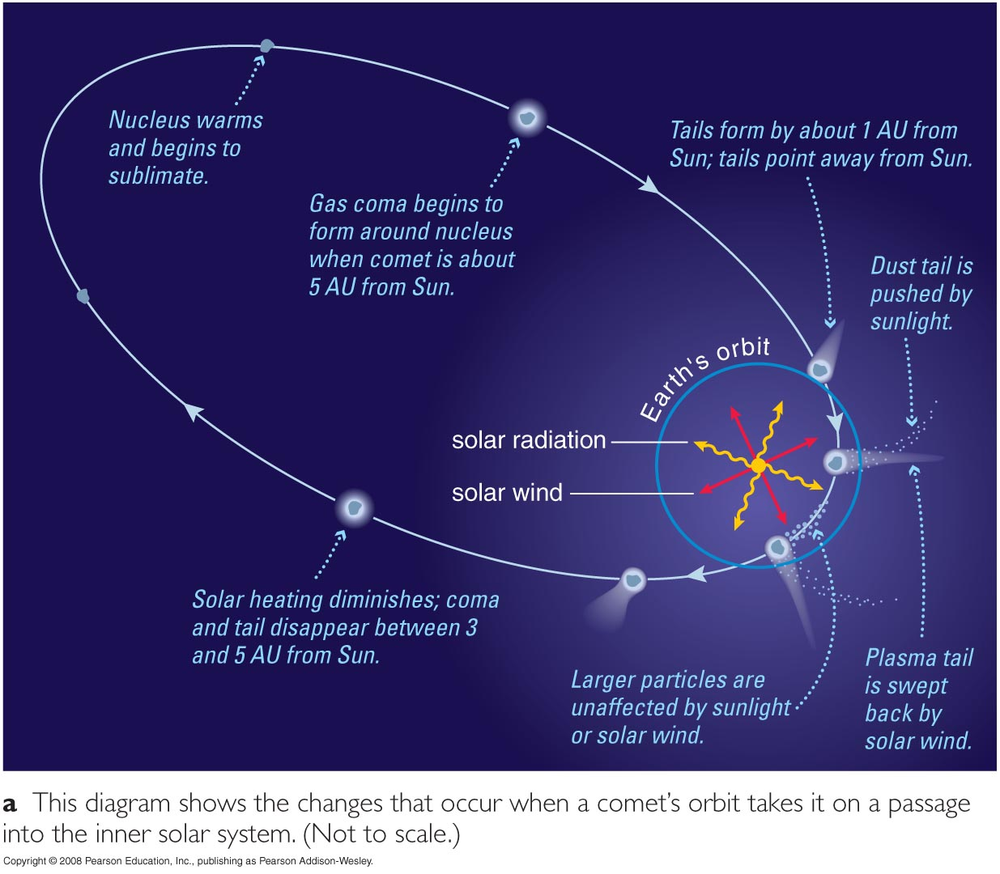 Nucleus warms
and begins to
sublimate.
Gas coma begins to
form around nucleus
when comet is about
5 AU from Sun.
Tails form by about 1 AU from
Sun; tails point away from Sun.
Dust tail is
pushed by
sunlight.
Earth's orbit
solar radiation
solar wind
Solar heating diminishes; coma
and tail disappear between 3
and 5 AU from Sun.
Larger particles are
unaffected by sunlight
or solar wind.
Plasma tail
is swept
back by
solar wind.
a This diagram shows the changes that occur when a comet’s orbit takes it on a passage
into the inner solar system. (Not to scale.)
Copyright © 2008 Pearson Education, Inc., publishing as Pearson Addison-Wesley.